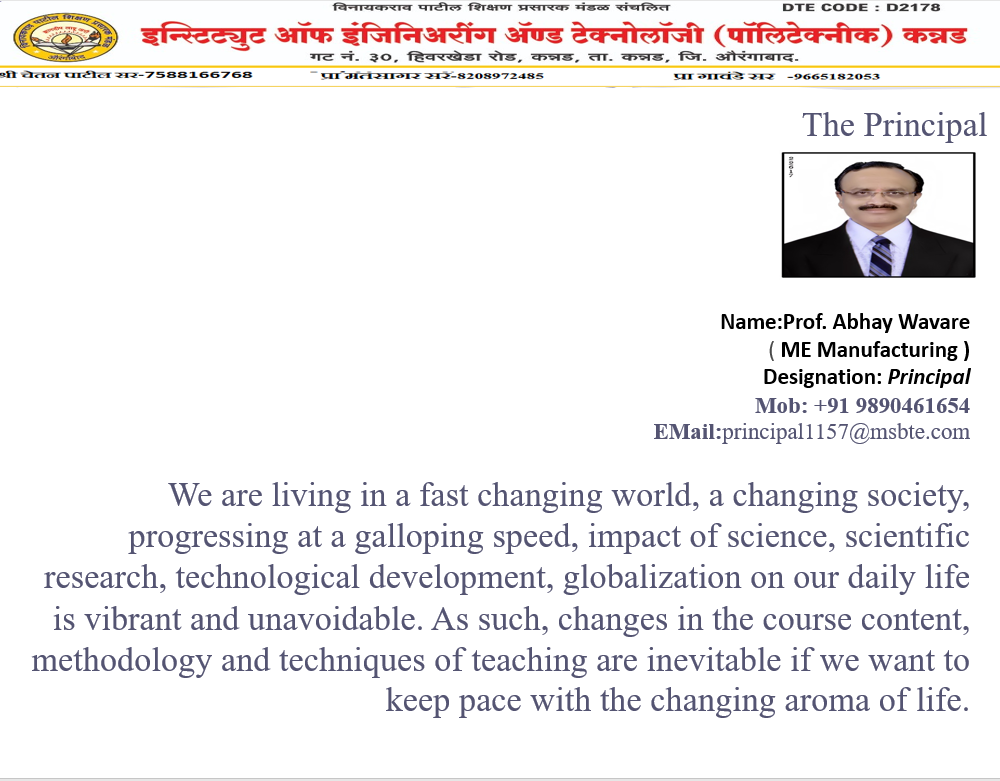 विनायकराव पाटील शिक्षण प्रसारक मंडळ संचलित
DTE CODE : D2178
इन्स्टिट्युट ऑफ इंजिनिअरींग ॲण्ड टेक्नोलॉजी (पॉलिटेक्नीक) कन्नड
गट नं. ३०, हिवरखेडा रोड, कन्नड, ता. कन्नड, जि. औरंगाबाद.
श्री चेतन पाटील सर-7588166768
सर-8208972485
प्रा गावंडे सर -9665182053
The Principal
Name:Prof. Abhay Wavare
( ME Manufacturing )
Designation: Principal
Mob: +91 9890461654
EMail:principal1157@msbte.com
We are living in a fast changing world, a changing society,
progressing at a galloping speed, impact of science, scientific
research, technological development, globalization on our daily life
is vibrant and unavoidable. As such, changes in the course content,
methodology and techniques of teaching are inevitable if we want to
keep pace with the changing aroma of life.